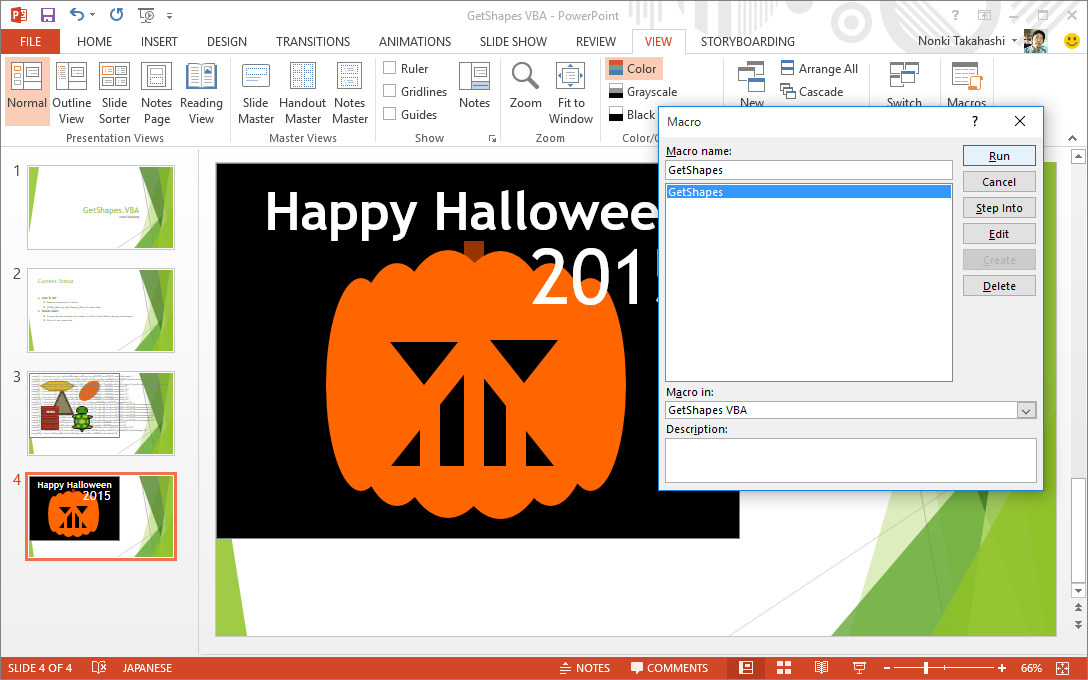 GetShapes VBA - PowerPoint
?
FILE HOME INSERT DESIGN TRANSITIONS ANIMATIONS SLIDE SHOW REVIEW VIEW STORYBOARDING Nonki Takahashi
Normal
Outline View
Slide Sorter
Notes Page
Reading View
Presentation Views
Slide Master
Handout Master
Notes Master
Master Views
Ruler
Gridlines
Guides
Notes
Show
Zoom
Fit to Window
Zoom
Color
Grayscale
Black
Color/
New
Arrange All
Cascade
Switch
Macros
1
GetShapes, VBA
2
Current Status
3
4
Happy Halloween
2015
Happy Hallowee
201
Macro
?
Macro name:
GetShapes
GetShapes
Run
Cancel
Step Into
Edit
Create
Delete
Macro in:
GetShapes VBA
Description:
SLIDE 4 OF 4 JAPANESE NOTES COMMENTS 66%